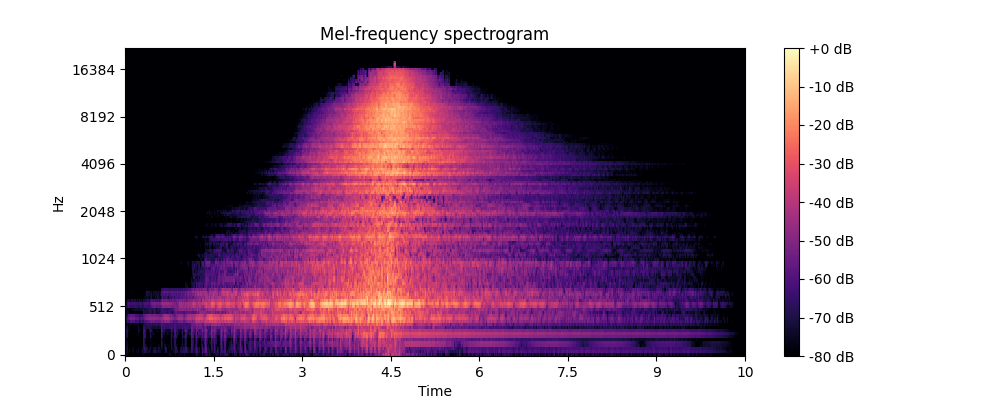 Mel-frequency spectrogram
Hz
16384
8192
4096
2048
1024
512
0
0 1.5 3 4.5 6 7.5 9 10
Time
+0 dB
-10 dB
-20 dB
-30 dB
-40 dB
-50 dB
-60 dB
-70 dB
-80 dB